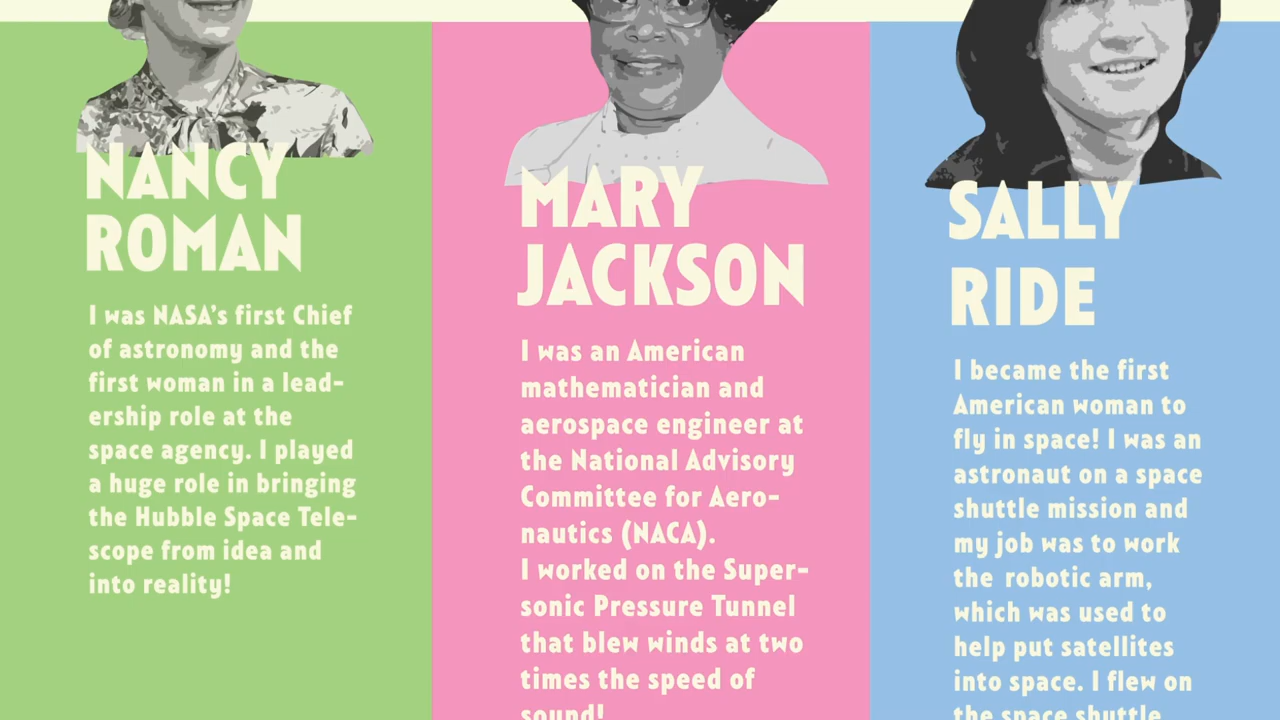 NANCY
ROMAN
I was NASA's first Chief
of astronomy and the
first woman in a lead-
ership role at the
space agency. I played
a huge role in bringing
the Hubble Space Tele-
scope from idea and
into reality!
MARY
JACKSON
I was an American
mathematician and
aerospace engineer at
the National Advisory
Committee for Aero-
nautics (NACA).
I worked on the Super-
sonic Pressure Tunnel
that blew winds at two
times the speed of
sound!
SALLY
RIDE
I became the first
American woman to
fly in space! I was an
astronaut on a space
shuttle mission and
my job was to work
the robotic arm,
which was used to
help put satellites
into space. I flew on
the space shuttle